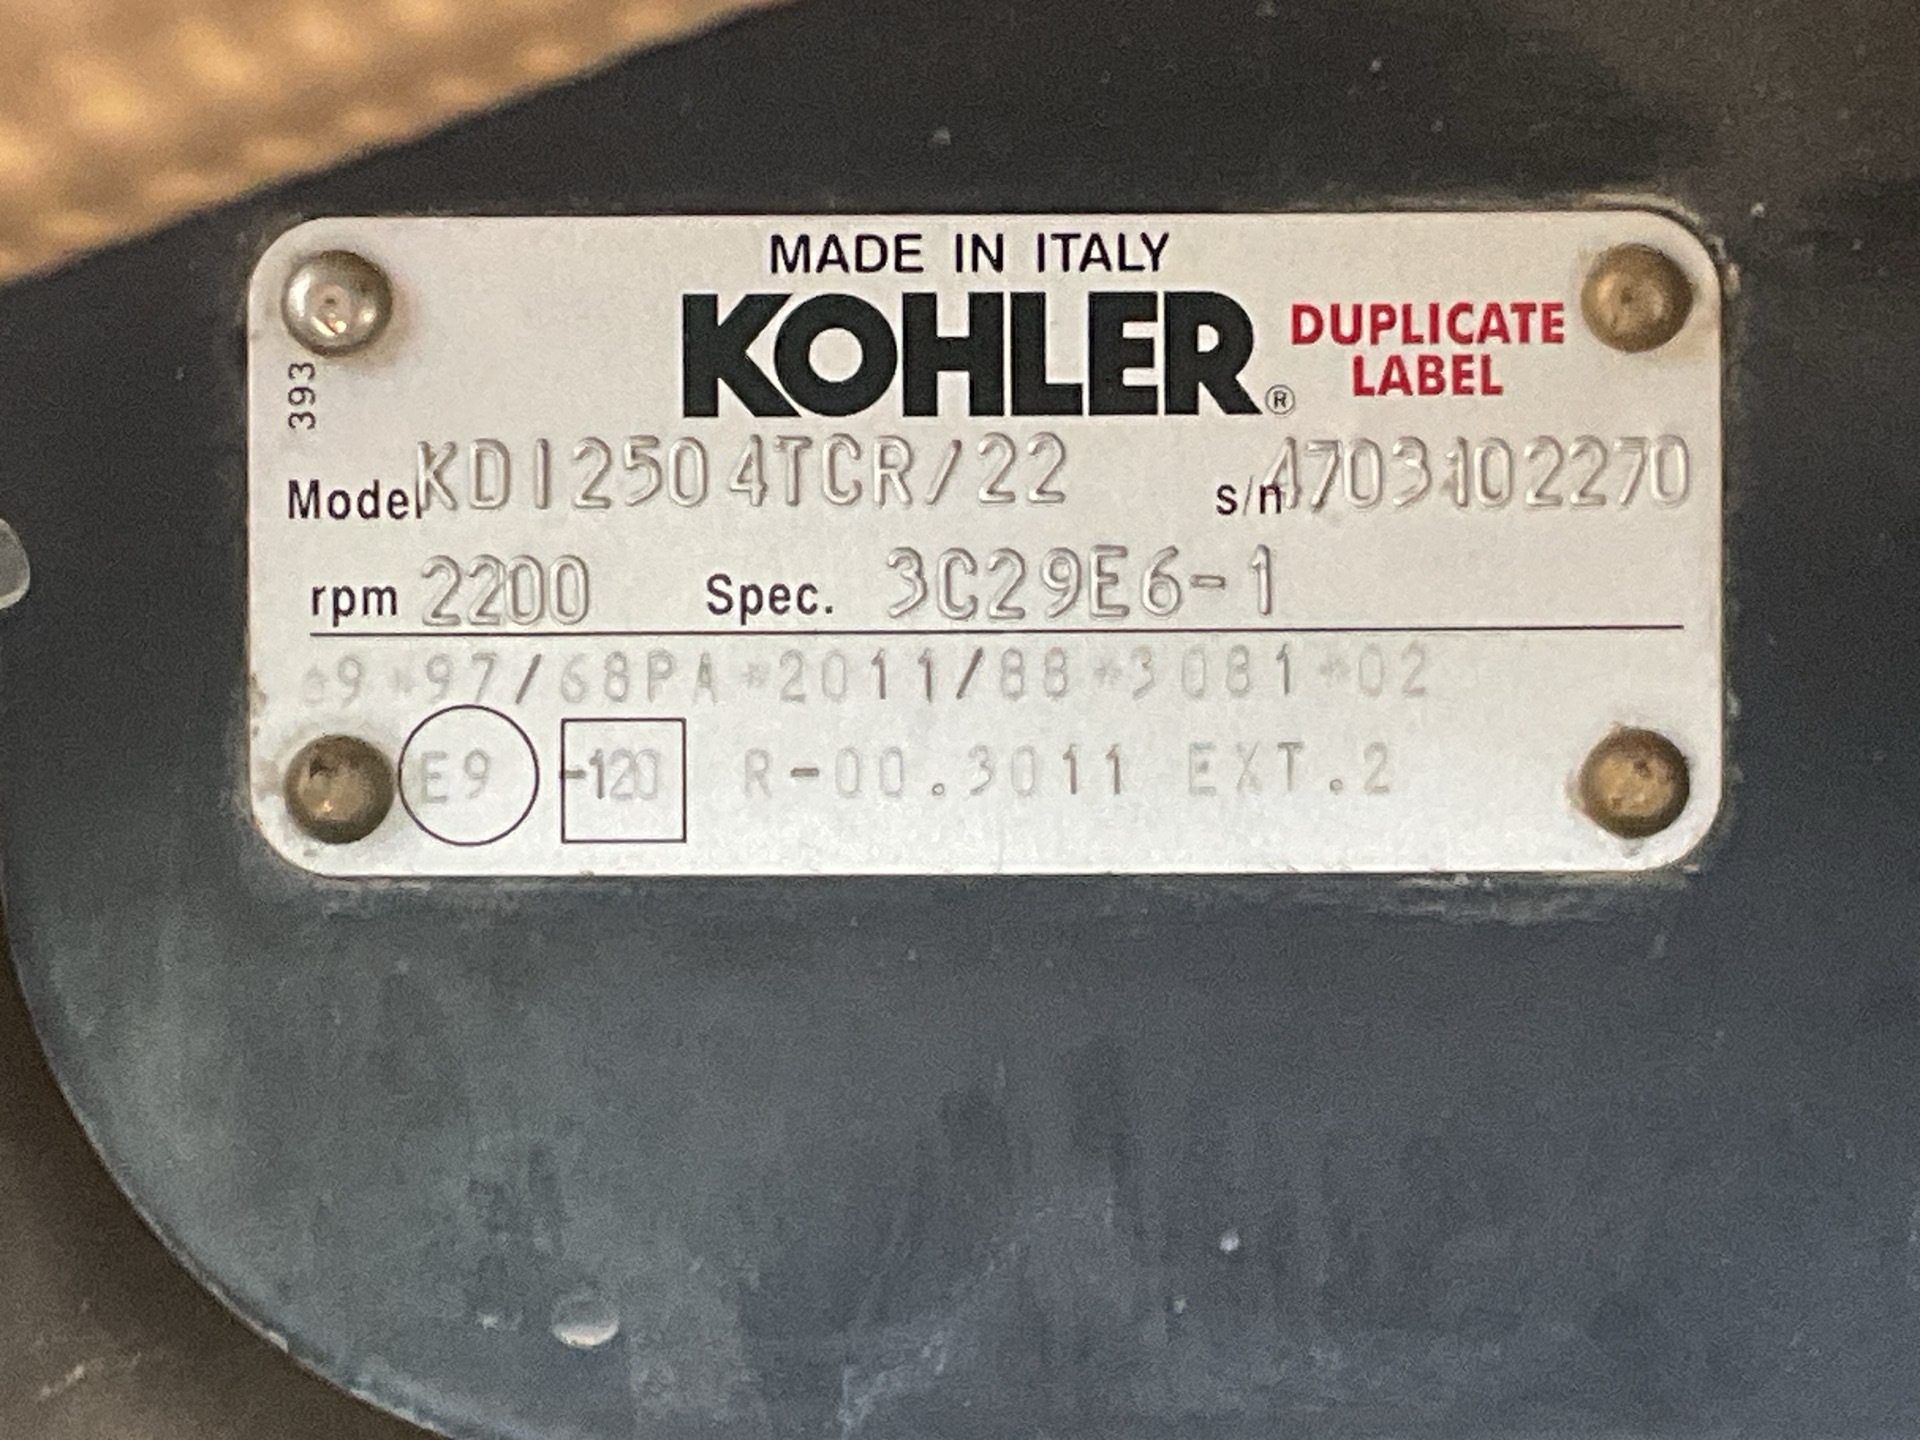 MADE IN ITALY
KOHLER® DUPLICATE LABEL
393
Model KDI2504TCR/22 s/n 4703102270
rpm 2200 Spec. 3C29E6-1
e9*97/68PA*2011/88*3081*02
E9 -120 R-00.3011 EXT.2